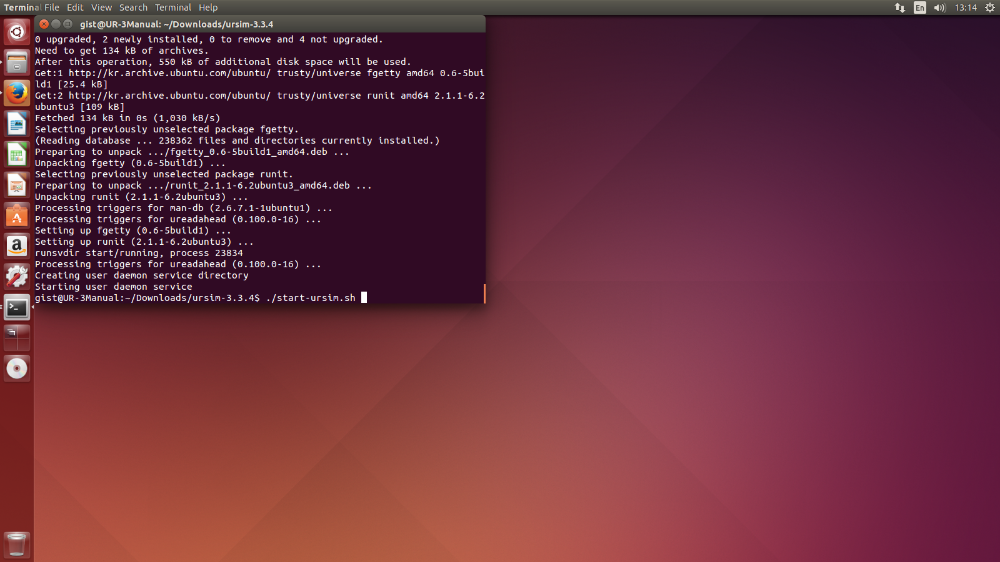 Terminal File Edit View Search Terminal Help En 13:14
gist@UR-3Manual: ~/Downloads/ursim-3.3.4
0 upgraded, 2 newly installed, 0 to remove and 4 not upgraded.
Need to get 134 kB of archives.
After this operation, 550 kB of additional disk space will be used.
Get:1 http://kr.archive.ubuntu.com/ubuntu/ trusty/universe fgetty amd64 0.6-5bui
ld1 [25.4 kB]
Get:2 http://kr.archive.ubuntu.com/ubuntu/ trusty/universe runit amd64 2.1.1-6.2
ubuntu3 [109 kB]
Fetched 134 kB in 0s (1,030 kB/s)
Selecting previously unselected package fgetty.
(Reading database ... 238362 files and directories currently installed.)
Preparing to unpack .../fgetty_0.6-5build1_amd64.deb ...
Unpacking fgetty (0.6-5build1) ...
Selecting previously unselected package runit.
Preparing to unpack .../runit_2.1.1-6.2ubuntu3_amd64.deb ...
Unpacking runit (2.1.1-6.2ubuntu3) ...
Processing triggers for man-db (2.6.7.1-1ubuntu1) ...
Processing triggers for ureadahead (0.100.0-16) ...
Setting up fgetty (0.6-5build1) ...
Setting up runit (2.1.1-6.2ubuntu3) ...
runsvdir start/running, process 23834
Processing triggers for ureadahead (0.100.0-16) ...
Creating user daemon service directory
Starting user daemon service
gist@UR-3Manual:~/Downloads/ursim-3.3.4$ ./start-ursim.sh